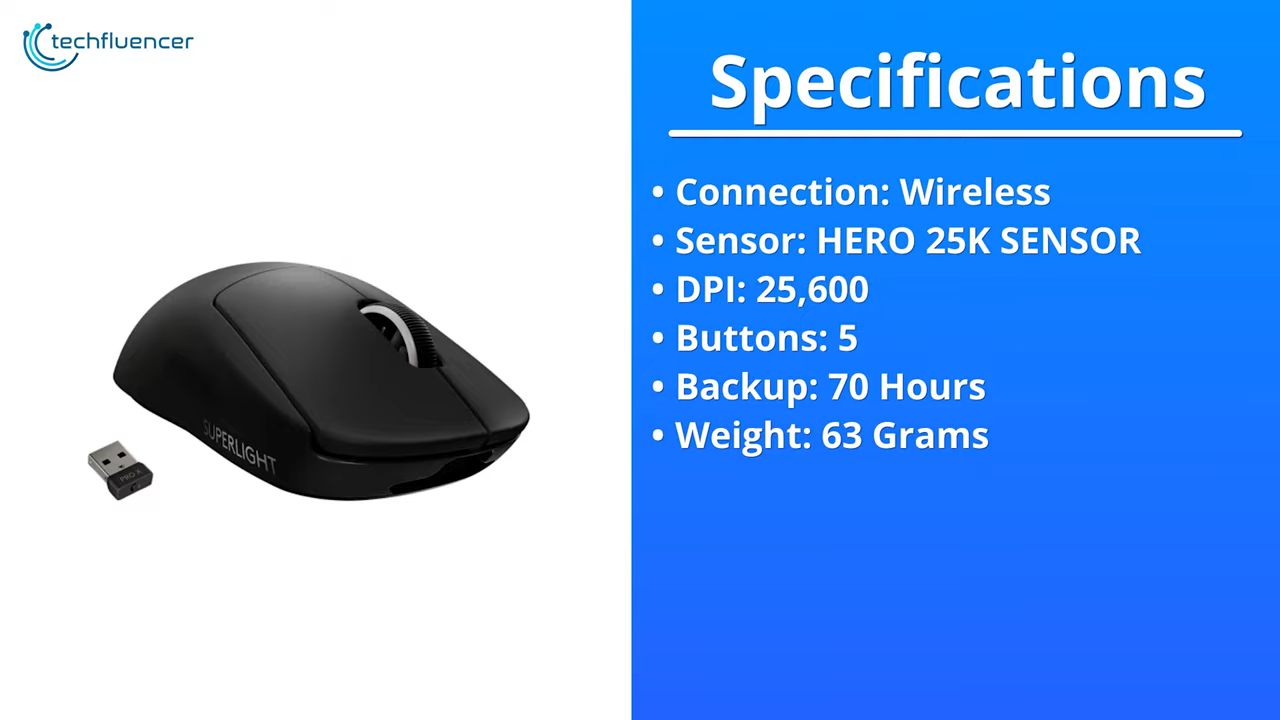 techfluencer
Specifications
• Connection: Wireless
• Sensor: HERO 25K SENSOR
• DPI: 25,600
• Buttons: 5
• Backup: 70 Hours
• Weight: 63 Grams
SUPERLIGHT
PRO X